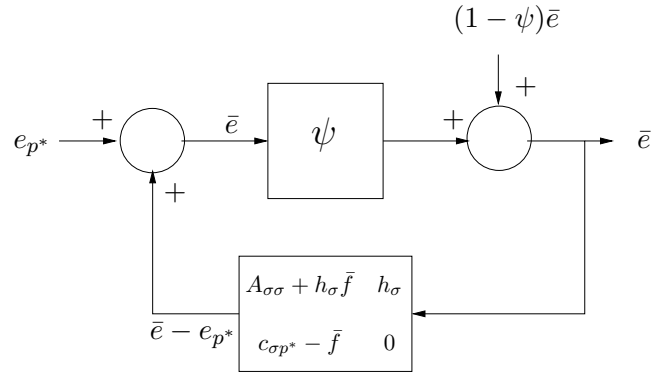 (1 − ψ)ē
+
+
+
e_{p*}
ē
ψ
ē
+
A_{σσ} + h_σ f̄ h_σ
ē − e_{p*}
c_{σp*} − f̄ 0